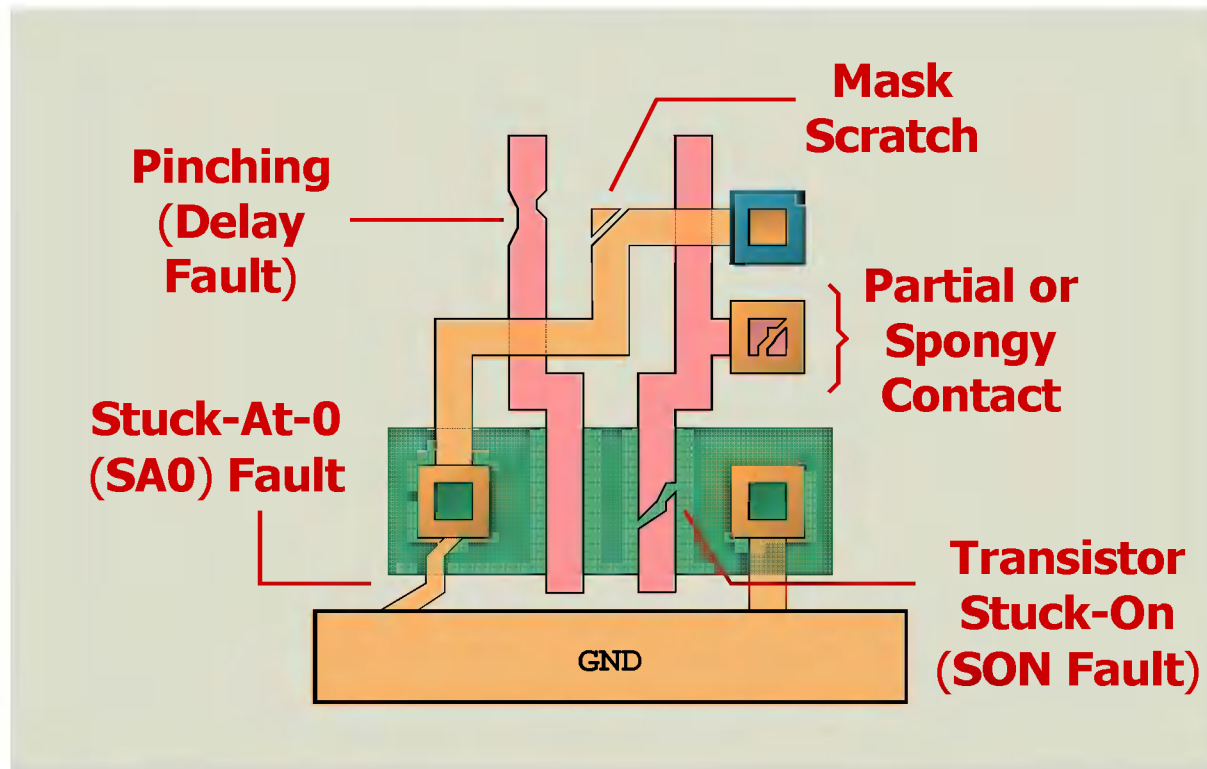 Mask
Scratch
Pinching
(Delay
Fault)
Partial or
Spongy
Contact
Stuck-At-0
(SA0) Fault
Transistor
Stuck-On
(SON Fault)
GND